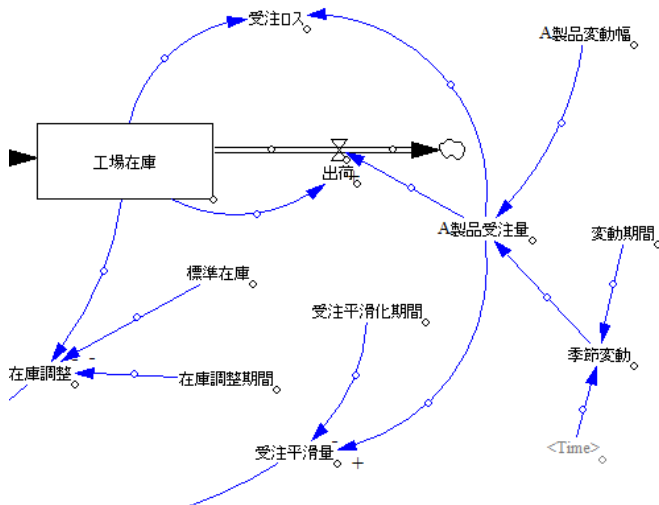 受注ロス
A製品変動幅
工場在庫
出荷
A製品受注量
変動期間
標準在庫
受注平滑化期間
季節変動
在庫調整
在庫調整期間
受注平滑量
<Time>